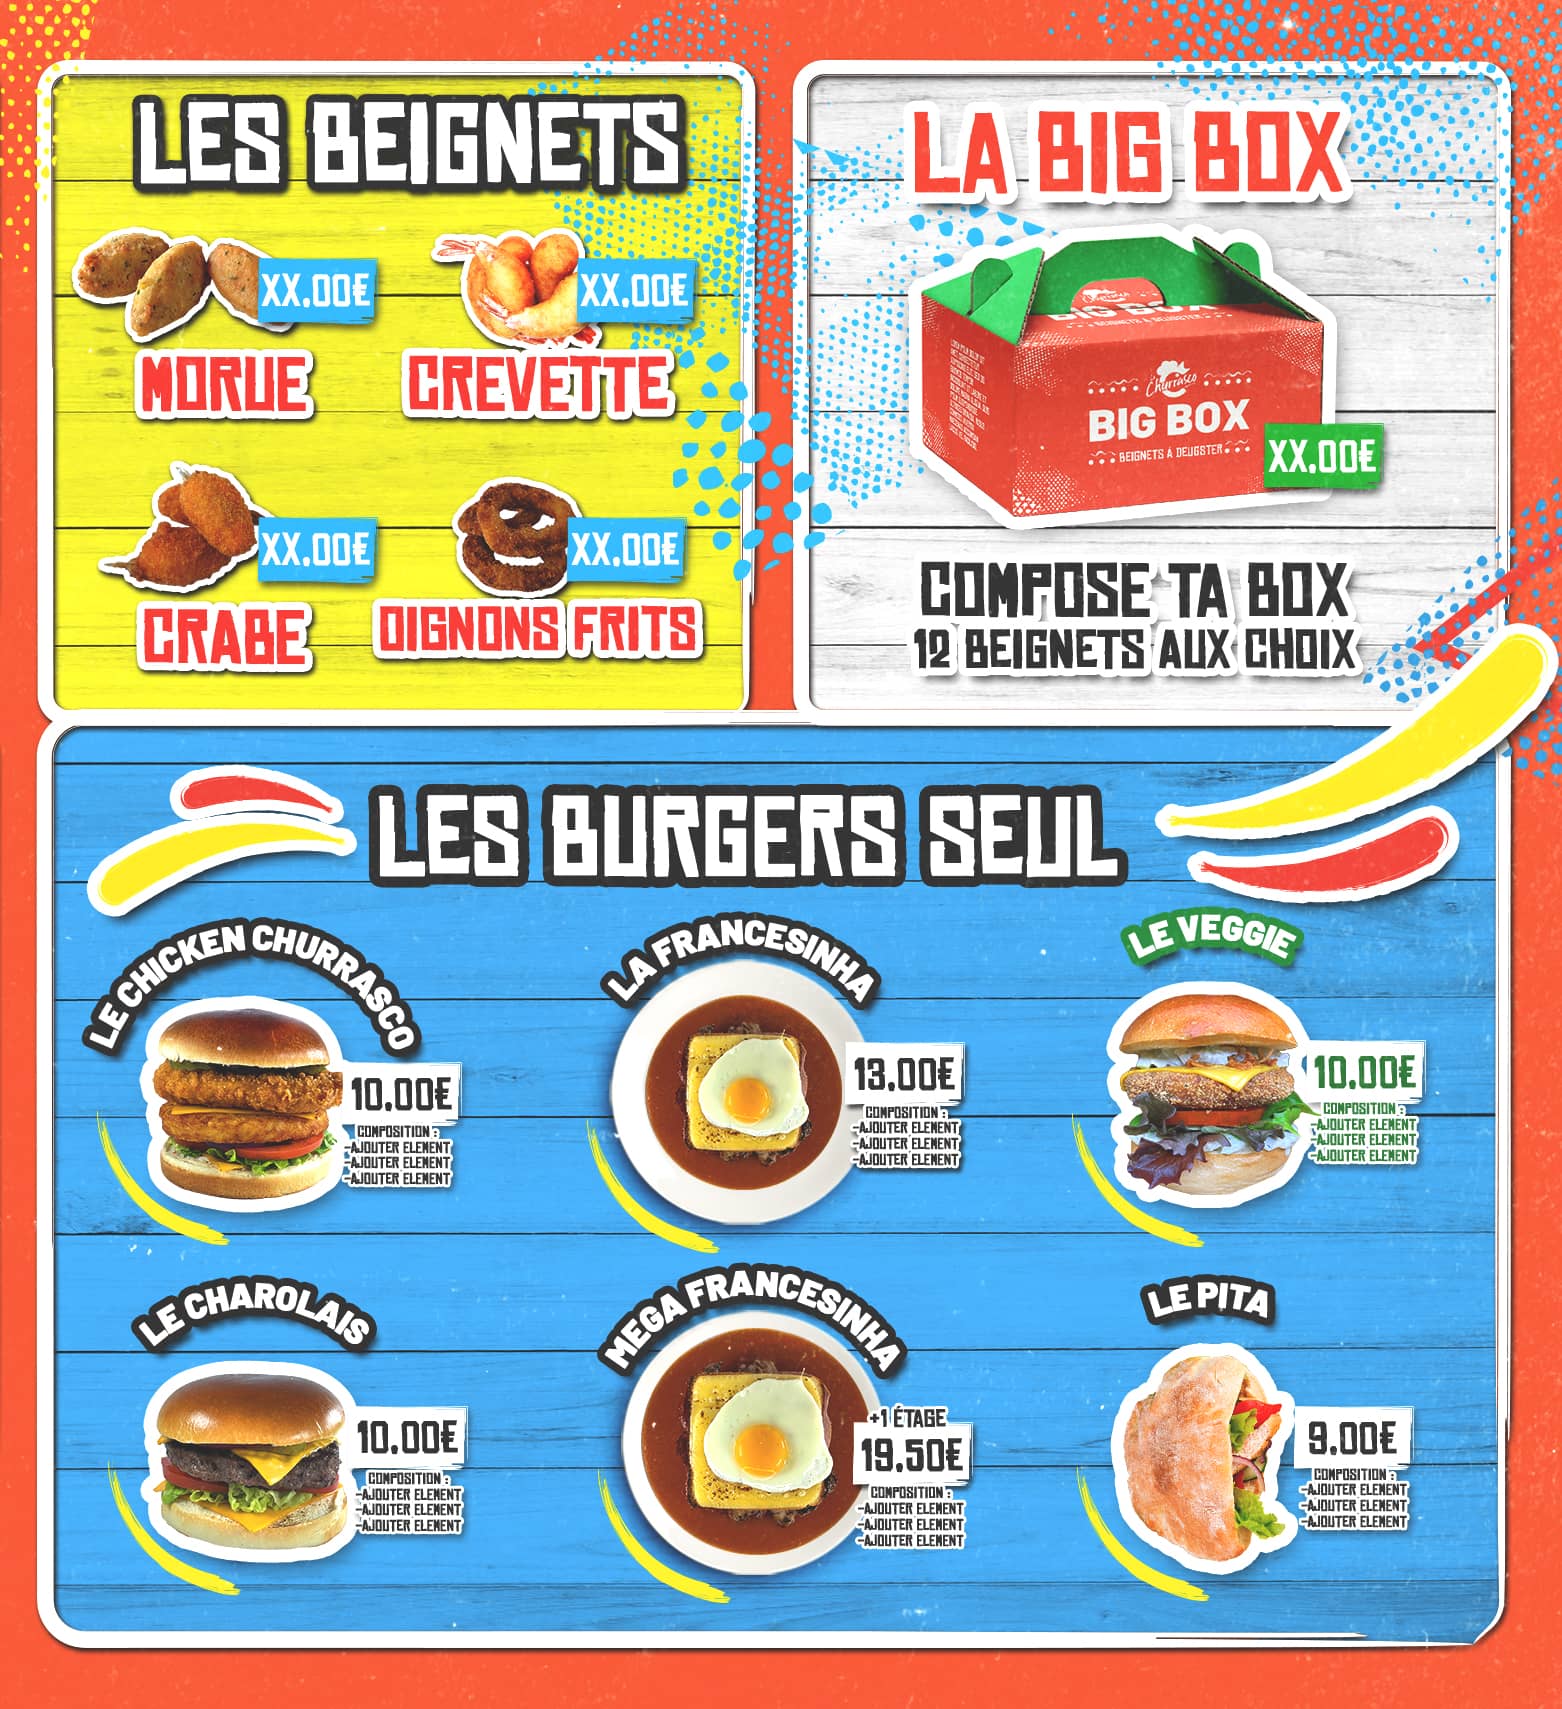 LES BEIGNETS
XX.00€
MORUE
XX.00€
CREVETTE
XX.00€
CRABE
XX.00€
OIGNONS FRITS
LA BIG BOX
Churrasco
BIG BOX
BEIGNETS À DEUGSTER
Churrasco
BIG BOX
BEIGNETS À DEUGSTER
XX.00€
COMPOSE TA BOX
12 BEIGNETS AUX CHOIX
LES BURGERS SEUL
LE CHICKEN CHURRASCO
10.00€
COMPOSITION :
-AJOUTER ELEMENT
-AJOUTER ELEMENT
-AJOUTER ELEMENT
LA FRANCESINHA
13.00€
COMPOSITION :
-AJOUTER ELEMENT
-AJOUTER ELEMENT
-AJOUTER ELEMENT
LE VEGGIE
10.00€
COMPOSITION :
-AJOUTER ELEMENT
-AJOUTER ELEMENT
-AJOUTER ELEMENT
LE CHAROLAIS
10.00€
COMPOSITION :
-AJOUTER ELEMENT
-AJOUTER ELEMENT
-AJOUTER ELEMENT
MEGA FRANCESINHA
+1 ÉTAGE
19.50€
COMPOSITION :
-AJOUTER ELEMENT
-AJOUTER ELEMENT
-AJOUTER ELEMENT
LE PITA
9.00€
COMPOSITION :
-AJOUTER ELEMENT
-AJOUTER ELEMENT
-AJOUTER ELEMENT